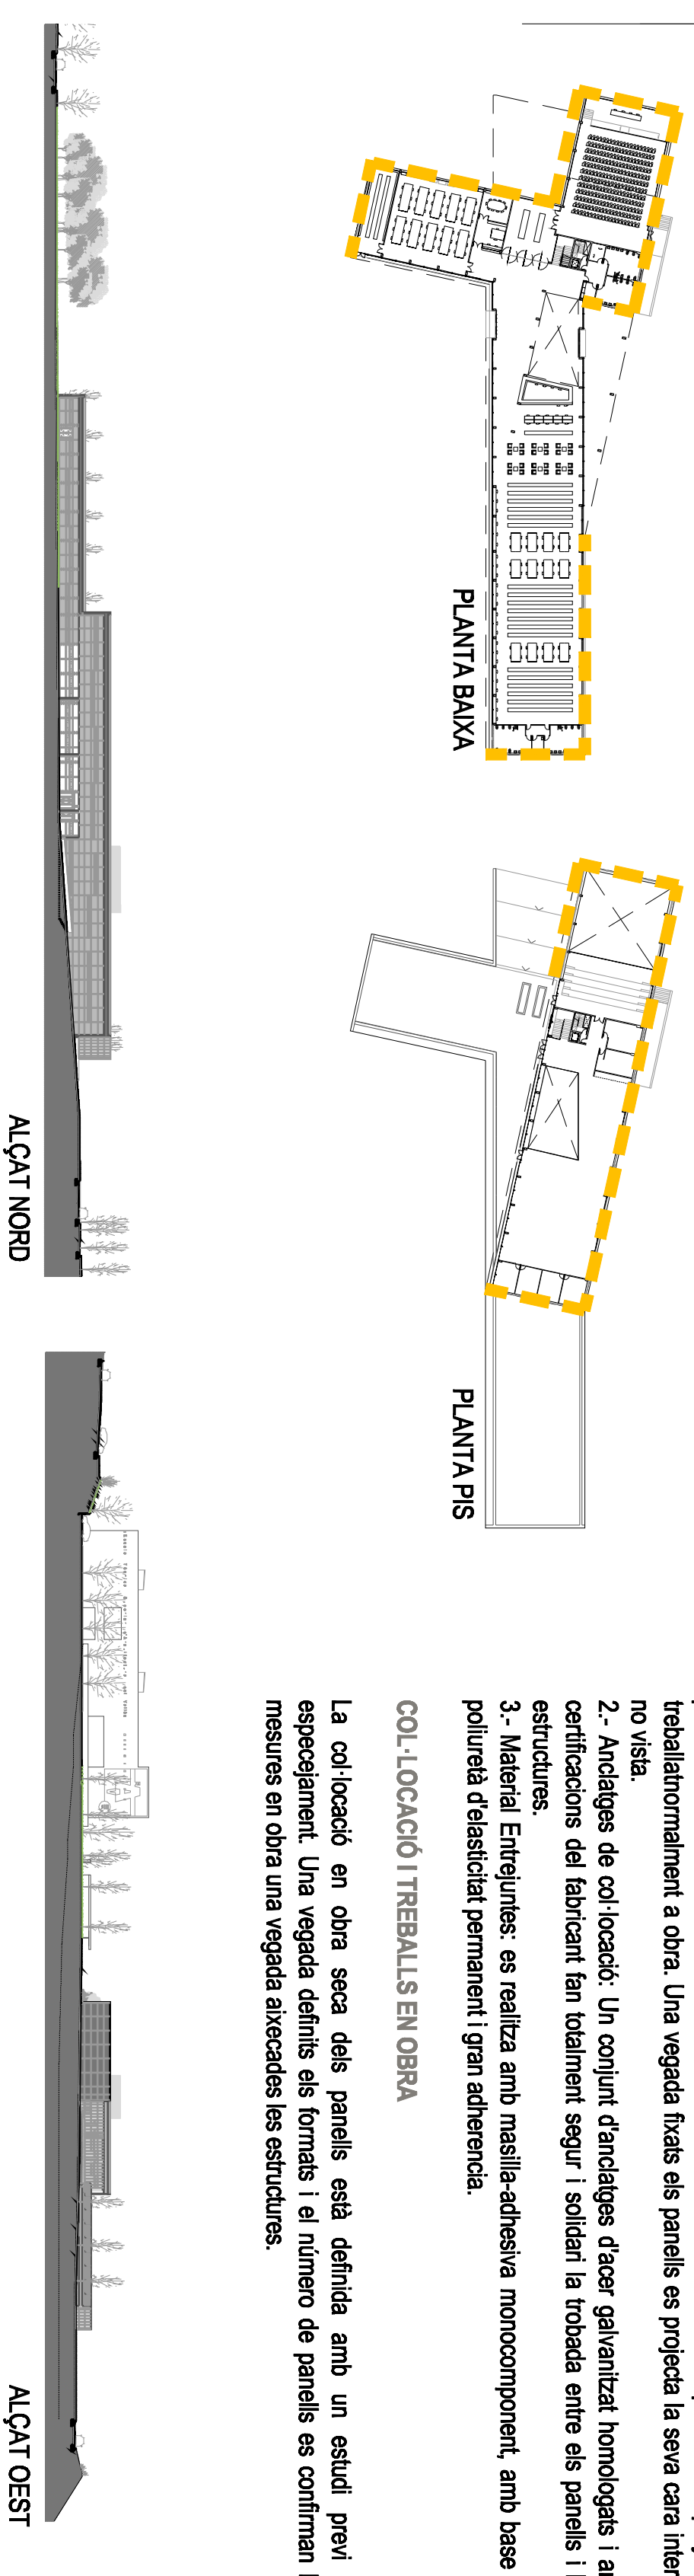 treballatnormalment a obra. Una vegada fixats els panells es projecta la seva cara inter
no vista.
2.- Anclatges de col·locació: Un conjunt d'anclatges d'acer galvanitzat homologats i a
certificacions del fabricant fan totalment segur i solidari la trobada entre els panells i
estructures.
3.- Material Entrejuntes: es realitza amb masilla-adhesiva monocomponent, amb base
poliuretà d'elasticitat permanent i gran adherencia.
COL·LOCACIÓ I TREBALLS EN OBRA
La col·locació en obra seca dels panells està definida amb un estudi previ
especejament. Una vegada definits els formats i el número de panells es confirman
mesures en obra una vegada aixecades les estructures.
PLANTA BAIXA
PLANTA PIS
ALÇAT NORD
ALÇAT OEST